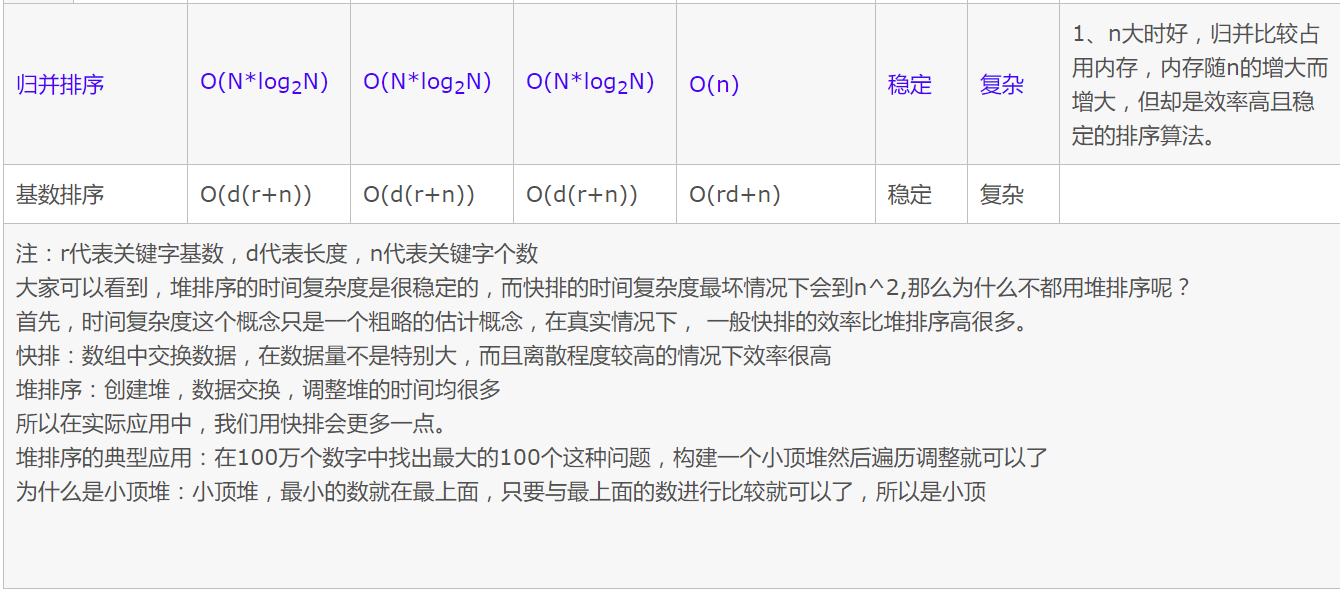 归并排序 O(N*log2N) O(N*log2N) O(N*log2N) O(n) 稳定 复杂
1、n大时好，归并比较占
用内存，内存随n的增大而
增大，但却是效率高且稳
定的排序算法。
基数排序 O(d(r+n)) O(d(r+n)) O(d(r+n)) O(rd+n) 稳定 复杂
注：r代表关键字基数，d代表长度，n代表关键字个数
大家可以看到，堆排序的时间复杂度是很稳定的，而快排的时间复杂度最坏情况下会到n^2,那么为什么不都用堆排序呢？
首先，时间复杂度这个概念只是一个粗略的估计概念，在真实情况下， 一般快排的效率比堆排序高很多。
快排：数组中交换数据，在数据量不是特别大，而且离散程度较高的情况下效率很高
堆排序：创建堆，数据交换，调整堆的时间均很多
所以在实际应用中，我们用快排会更多一点。
堆排序的典型应用：在100万个数字中找出最大的100个这种问题，构建一个小顶堆然后遍历调整就可以了
为什么是小顶堆：小顶堆，最小的数就在最上面，只要与最上面的数进行比较就可以了，所以是小顶